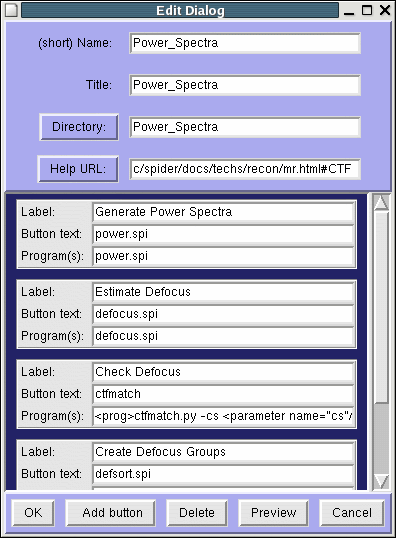 Edit Dialog
(short) Name: Power_Spectra
Title: Power_Spectra
Directory: Power_Spectra
Help URL: c/spider/docs/techs/recon/mr.html#CTF
Label: Generate Power Spectra
Button text: power.spi
Program(s): power.spi
Label: Estimate Defocus
Button text: defocus.spi
Program(s): defocus.spi
Label: Check Defocus
Button text: ctfmatch
Program(s): <prog>ctfmatch.py -cs <parameter name="cs"/
Label: Create Defocus Groups
Button text: defsort.spi
OK Add button Delete Preview Cancel